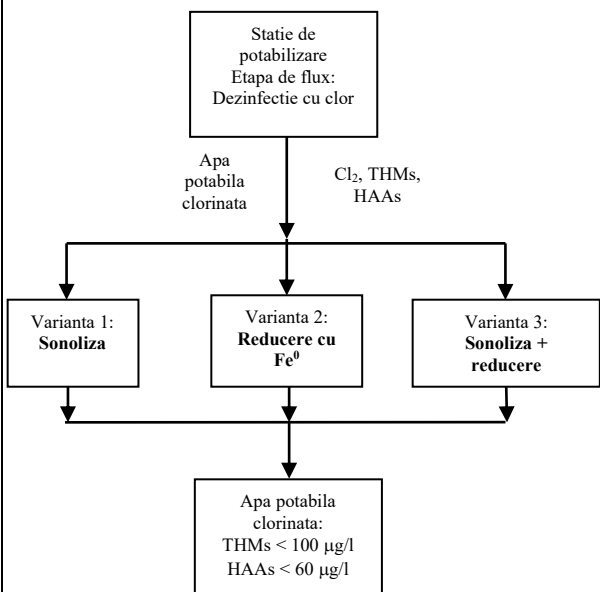 Statie de
potabilizare
Etapa de flux:
Dezinfectie cu clor
Apa
potabila
clorinata
Cl₂, THMs,
HAAs
Varianta 1:
Sonoliza
Varianta 2:
Reducere cu
Fe⁰
Varianta 3:
Sonoliza +
reducere
Apa potabila
clorinata:
THMs < 100 µg/l
HAAs < 60 µg/l